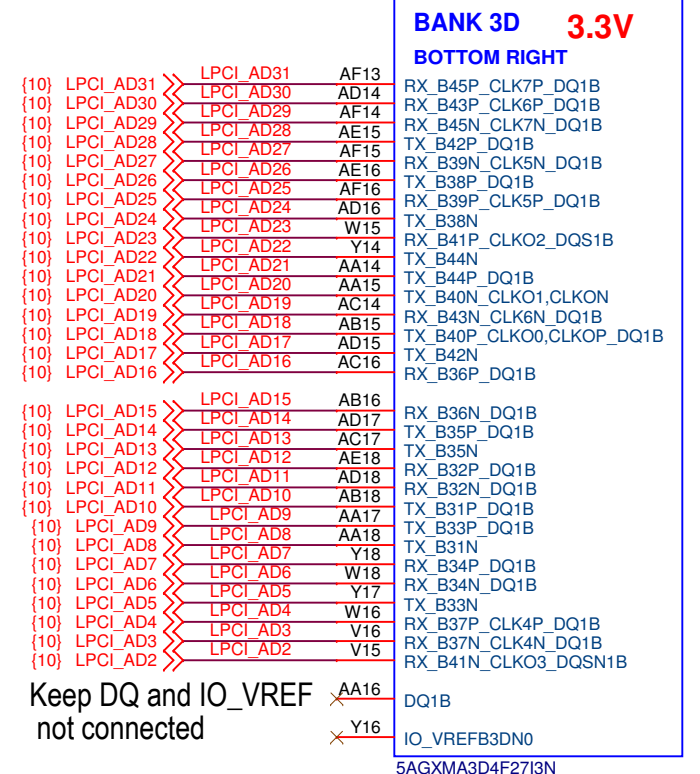 BANK 3D 3.3V
BOTTOM RIGHT
{10} LPCI_AD31 LPCI_AD31 AF13 RX_B45P_CLK7P_DQ1B
{10} LPCI_AD30 LPCI_AD30 AD14 RX_B43P_CLK6P_DQ1B
{10} LPCI_AD29 LPCI_AD29 AF14 RX_B45N_CLK7N_DQ1B
{10} LPCI_AD28 LPCI_AD28 AE15 TX_B42P_DQ1B
{10} LPCI_AD27 LPCI_AD27 AF15 RX_B39N_CLK5N_DQ1B
{10} LPCI_AD26 LPCI_AD26 AE16 TX_B38P_DQ1B
{10} LPCI_AD25 LPCI_AD25 AF16 RX_B39P_CLK5P_DQ1B
{10} LPCI_AD24 LPCI_AD24 AD16 TX_B38N
{10} LPCI_AD23 LPCI_AD23 W15 RX_B41P_CLKO2_DQS1B
{10} LPCI_AD22 LPCI_AD22 Y14 TX_B44N
{10} LPCI_AD21 LPCI_AD21 AA14 TX_B44P_DQ1B
{10} LPCI_AD20 LPCI_AD20 AA15 TX_B40N_CLKO1,CLKON
{10} LPCI_AD19 LPCI_AD19 AC14 RX_B43N_CLK6N_DQ1B
{10} LPCI_AD18 LPCI_AD18 AB15 TX_B40P_CLKO0,CLKOP_DQ1B
{10} LPCI_AD17 LPCI_AD17 AD15 TX_B42N
{10} LPCI_AD16 LPCI_AD16 AC16 RX_B36P_DQ1B
{10} LPCI_AD15 LPCI_AD15 AB16 RX_B36N_DQ1B
{10} LPCI_AD14 LPCI_AD14 AD17 TX_B35P_DQ1B
{10} LPCI_AD13 LPCI_AD13 AC17 TX_B35N
{10} LPCI_AD12 LPCI_AD12 AE18 RX_B32P_DQ1B
{10} LPCI_AD11 LPCI_AD11 AD18 RX_B32N_DQ1B
{10} LPCI_AD10 LPCI_AD10 AB18 TX_B31P_DQ1B
{10} LPCI_AD9 LPCI_AD9 AA17 TX_B33P_DQ1B
{10} LPCI_AD8 LPCI_AD8 AA18 TX_B31N
{10} LPCI_AD7 LPCI_AD7 Y18 RX_B34P_DQ1B
{10} LPCI_AD6 LPCI_AD6 W18 RX_B34N_DQ1B
{10} LPCI_AD5 LPCI_AD5 Y17 TX_B33N
{10} LPCI_AD4 LPCI_AD4 W16 RX_B37P_CLK4P_DQ1B
{10} LPCI_AD3 LPCI_AD3 V16 RX_B37N_CLK4N_DQ1B
{10} LPCI_AD2 LPCI_AD2 V15 RX_B41N_CLKO3_DQSN1B
Keep DQ and IO_VREF AA16 DQ1B
not connected Y16 IO_VREFB3DN0
5AGXMA3D4F27I3N